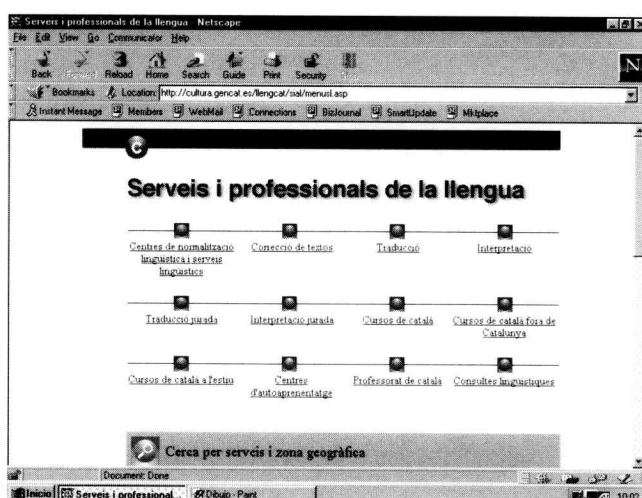 Serveis i professionals de la llengua - Netscape
File Edit View Go Communicator Help
Back Forward Reload Home Search Guide Print Security
Bookmarks Location: http://cultura.gencat.es/llengcat/sial/menusl.asp
Instant Message Members WebMail Connections BizJournal SmartUpdate Mktplace
N
C
Serveis i professionals de la llengua
Centres de normalització
lingüística i serveis
lingüístics
Correcció de textos
Traducció
Interpretació
Traducció jurada
Interpretació jurada
Cursos de català
Cursos de català fora de
Catalunya
Cursos de català a l'estiu
Centres
d'autoaprenentatge
Professorat de català
Consultes lingüístiques
Cerca per serveis i zona geogràfica
Document: Done
Inicio Serveis i professional... Dibujo - Paint